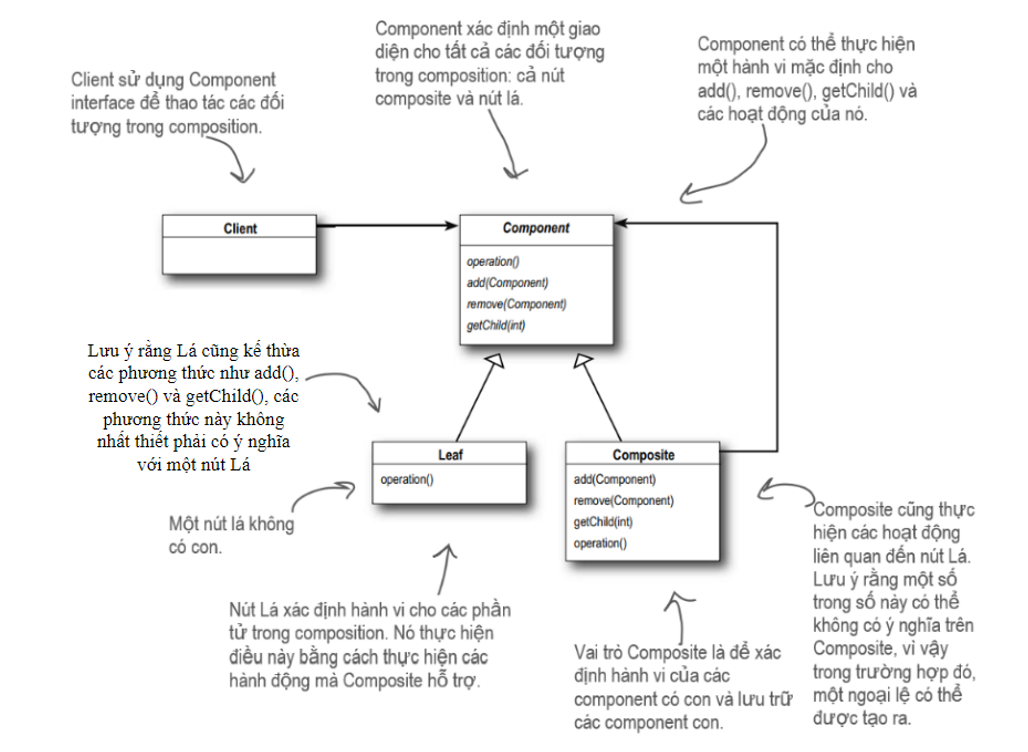 Component xác định một giao
diện cho tất cả các đối tượng
trong composition: cả nút
composite và nút lá.
Component có thể thực hiện
một hành vi mặc định cho
add(), remove(), getChild() và
các hoạt động của nó.
Client sử dụng Component
interface để thao tác các đối
tượng trong composition.
Client
Component
operation()
add(Component)
remove(Component)
getChild(int)
Lưu ý rằng Lá cũng kế thừa
các phương thức như add(),
remove() và getChild(), các
phương thức này không
nhất thiết phải có ý nghĩa
với một nút Lá
Leaf
operation()
Composite
add(Component)
remove(Component)
getChild(int)
operation()
Một nút lá không
có con.
Composite cũng thực
hiện các hoạt động
liên quan đến nút Lá.
Lưu ý rằng một số
trong số này có thể
không có ý nghĩa trên
Composite, vì vậy
trong trường hợp đó,
một ngoại lệ có thể
được tạo ra.
Nút Lá xác định hành vi cho các phần
tử trong composition. Nó thực hiện
điều này bằng cách thực hiện các
hành động mà Composite hỗ trợ.
Vai trò Composite là để xác
định hành vi của các
component có con và lưu trữ
các component con.